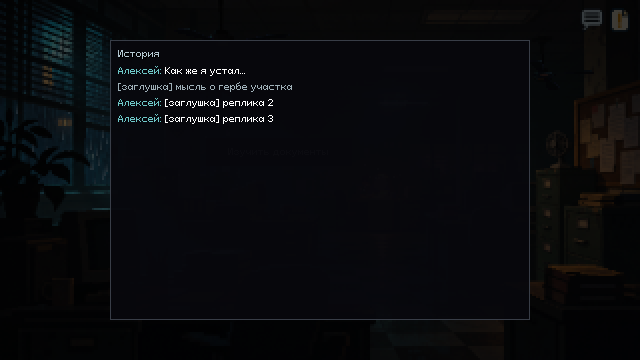 История
Алексей: Как же я устал...
[заглушка] мысль о гербе участка
Алексей: [заглушка] реплика 2
Алексей: [заглушка] реплика 3